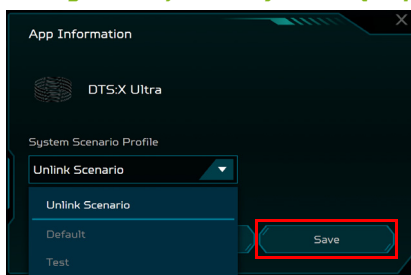 App Information
X
DTS:X Ultra
System Scenario Profile
Unlink Scenario
Unlink Scenario
Default
Save
Test